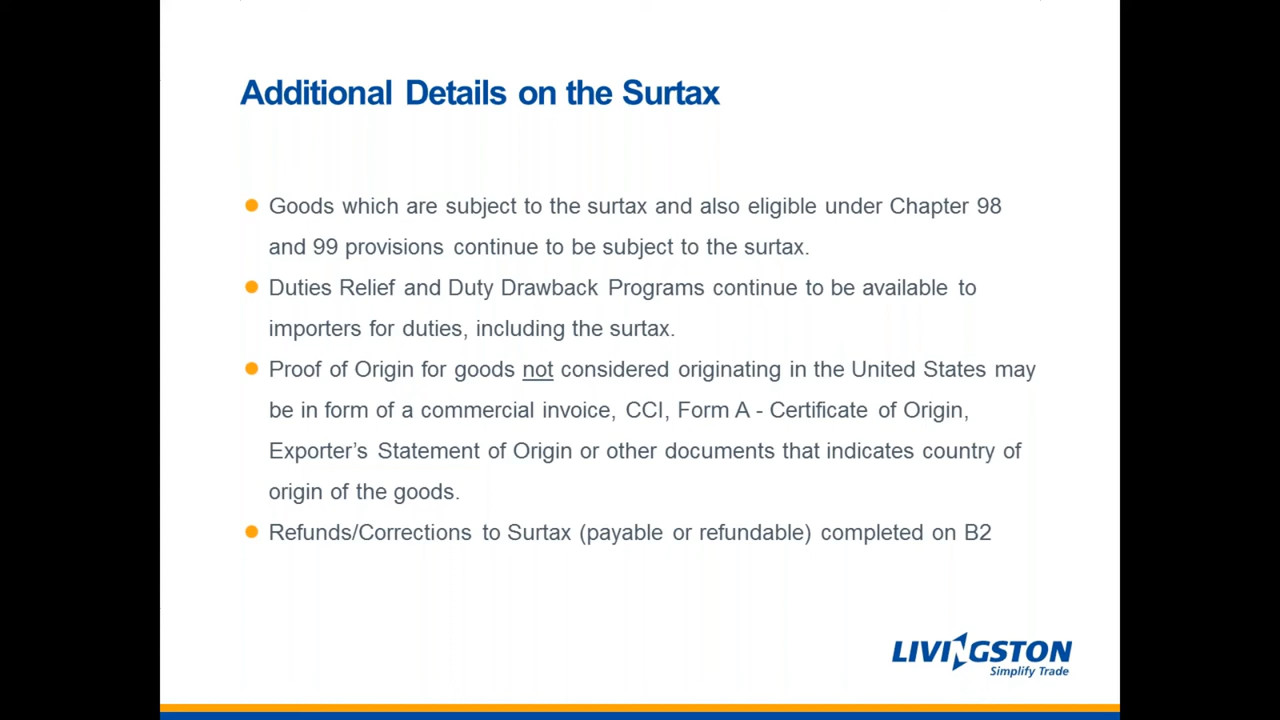 Additional Details on the Surtax
Goods which are subject to the surtax and also eligible under Chapter 98
and 99 provisions continue to be subject to the surtax.
Duties Relief and Duty Drawback Programs continue to be available to
importers for duties, including the surtax.
Proof of Origin for goods not considered originating in the United States may
be in form of a commercial invoice, CCI, Form A - Certificate of Origin,
Exporter’s Statement of Origin or other documents that indicates country of
origin of the goods.
Refunds/Corrections to Surtax (payable or refundable) completed on B2
LIVINGSTON
Simplify Trade